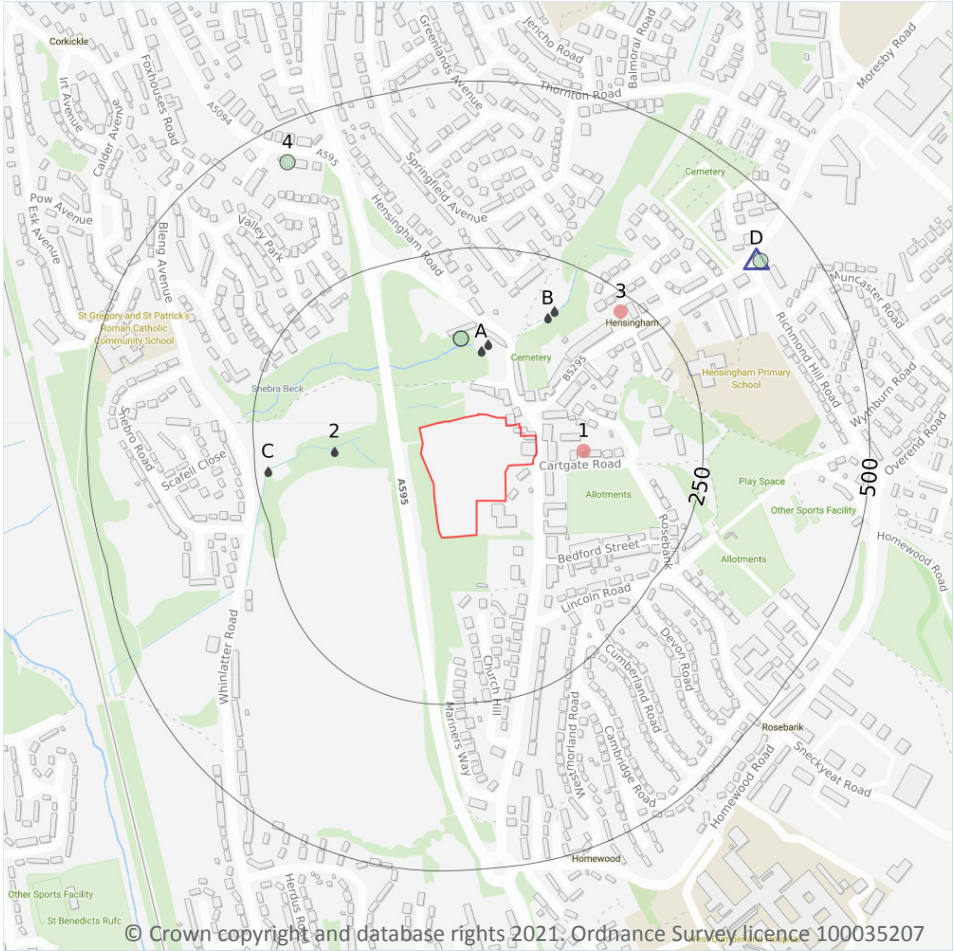 Corkickle
Irt Avenue
Calder Avenue
Foxhouses Road
A5094
4
A595
Greenlands Avenue
Jericho Road
Balmoral Road
Thornton Road
Moresby Road
Cemetery
Pow Avenue
Esk Avenue
Bleng Avenue
Valley Park
Springfield Avenue
Hensingham Road
D
Muncaster Road
B
3
Hensingham
St Gregory and St Patrick's
Roman Catholic
Community School
A
Cemetery
B5295
Richmond Hill Road
Hensingham Primary
School
Wythburn Road
Snebra Beck
Snebro Road
Scafell Close
C
2
1
Cartgate Road
A595
250
500
Overend Road
Allotments
Play Space
Other Sports Facility
Rosebank
Bedford Street
Allotments
Homewood Road
Lincoln Road
Whinlatter Road
Devon Road
Cumberland Road
Church Hill
Mariners Way
Westmorland Road
Cambridge Road
Rosebank
Sneckyeat Road
Homewood Road
Homewood
Other Sports Facility
St Benedicts Rufc
Herdus Road
© Crown copyright and database rights 2021. Ordnance Survey licence 100035207